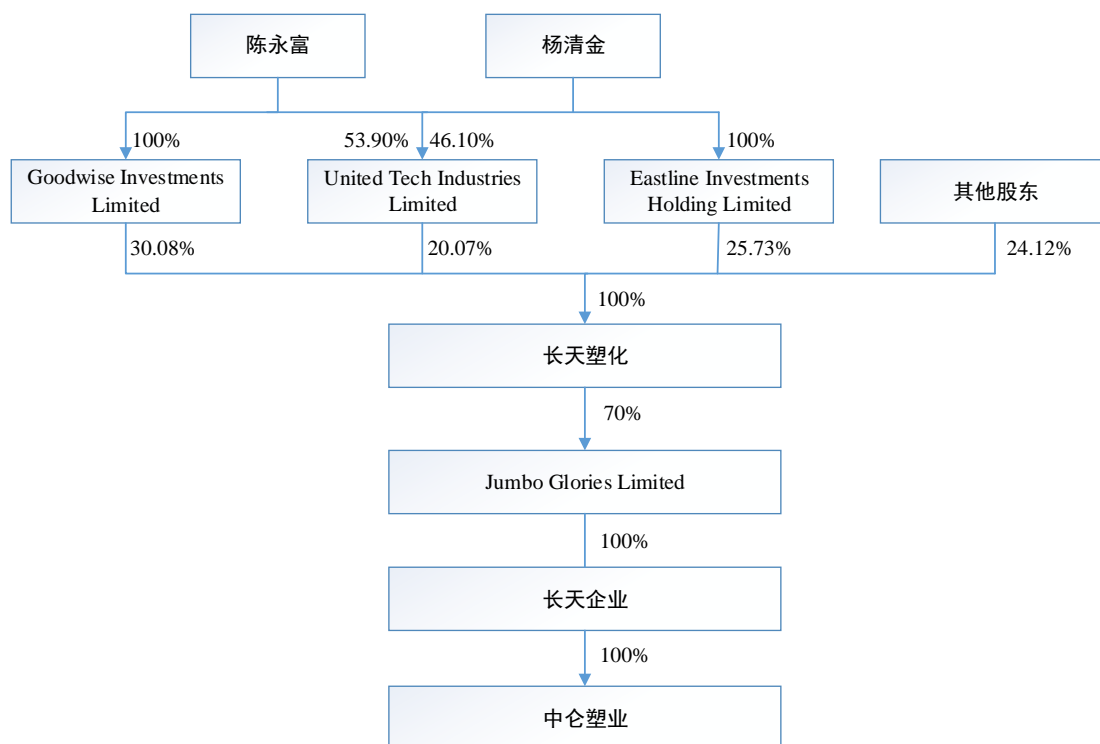 陈永富
杨清金
100%
53.90%
46.10%
100%
Goodwise Investments
Limited
United Tech Industries
Limited
Eastline Investments
Holding Limited
其他股东
30.08%
20.07%
25.73%
24.12%
100%
长天塑化
70%
Jumbo Glories Limited
100%
长天企业
100%
中仑塑业